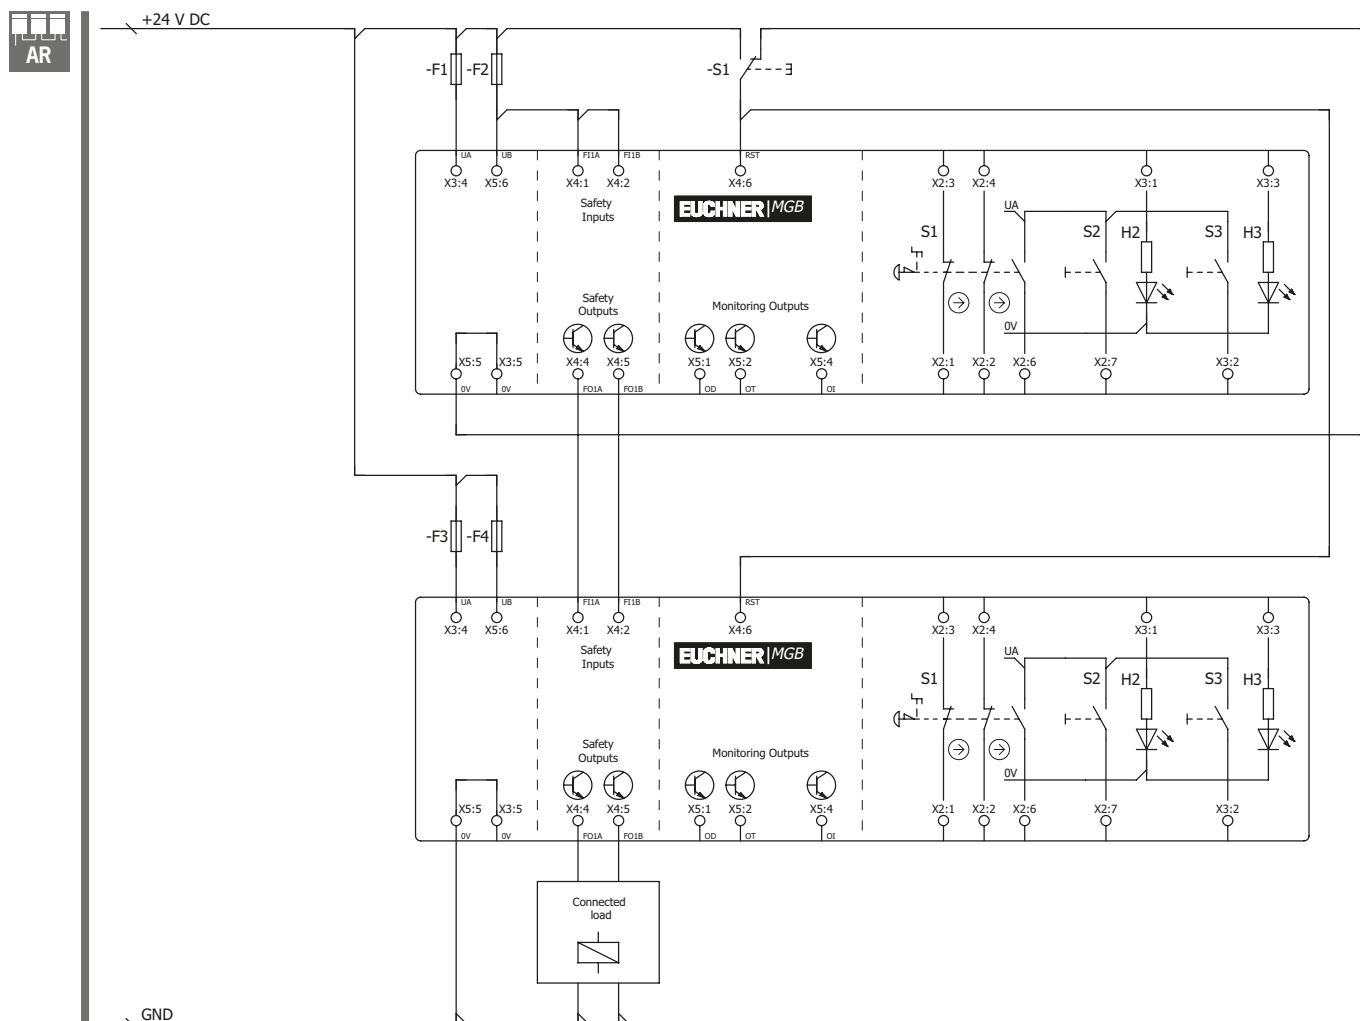 +24 V DC
AR
-F1 -F2 -S1
UA UB FI1A FI1B RST
X3:4 X5:6 X4:1 X4:2 X4:6 X2:3 X2:4 X3:1 X3:3
Safety
Inputs
EUCHNER MGB
UA
S1 S2 H2 S3 H3
Safety
Outputs
Monitoring Outputs
0V
X5:5 X3:5 X4:4 X4:5 X5:1 X5:2 X5:4 X2:1 X2:2 X2:6 X2:7 X3:2
0V 0V FO1A FO1B OD OT OI
-F3 -F4
UA UB FI1A FI1B RST
X3:4 X5:6 X4:1 X4:2 X4:6 X2:3 X2:4 X3:1 X3:3
Safety
Inputs
EUCHNER MGB
UA
S1 S2 H2 S3 H3
Safety
Outputs
Monitoring Outputs
0V
X5:5 X3:5 X4:4 X4:5 X5:1 X5:2 X5:4 X2:1 X2:2 X2:6 X2:7 X3:2
0V 0V FO1A FO1B OD OT OI
Connected
load
GND